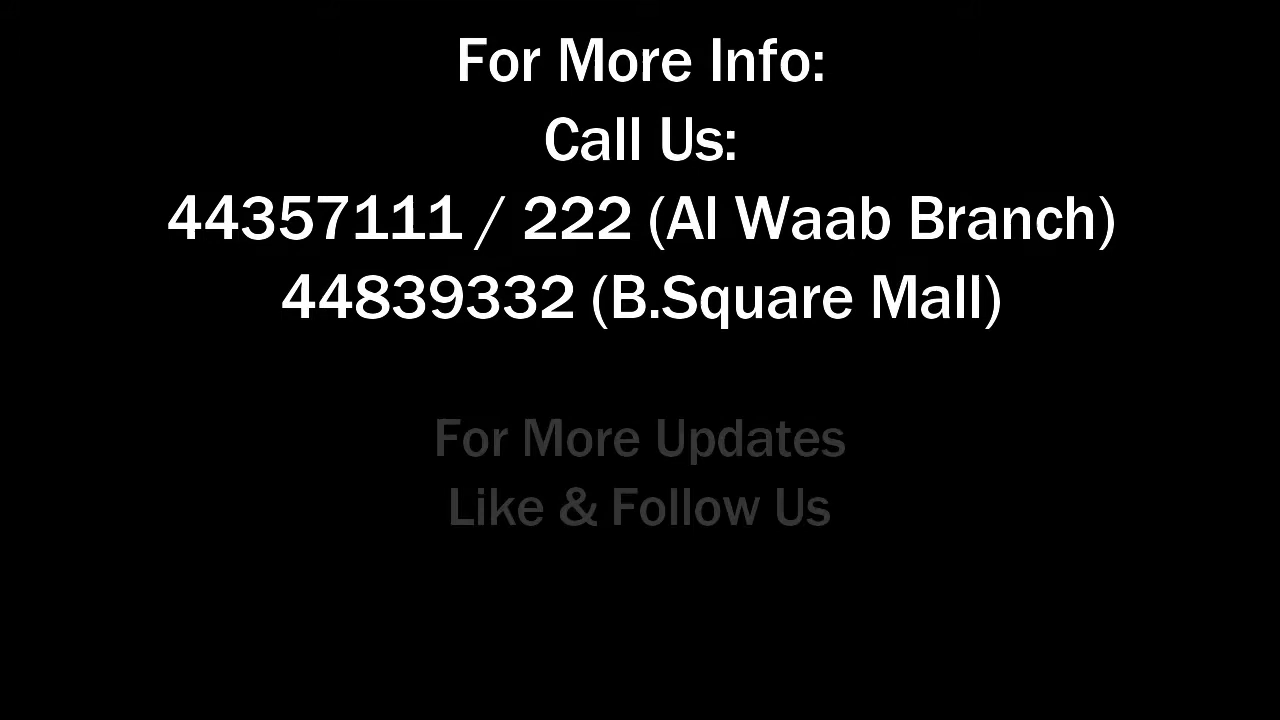 For More Info:
Call Us:
44357111 / 222 (Al Waab Branch)
44839332 (B.Square Mall)
For More Updates
Like & Follow Us